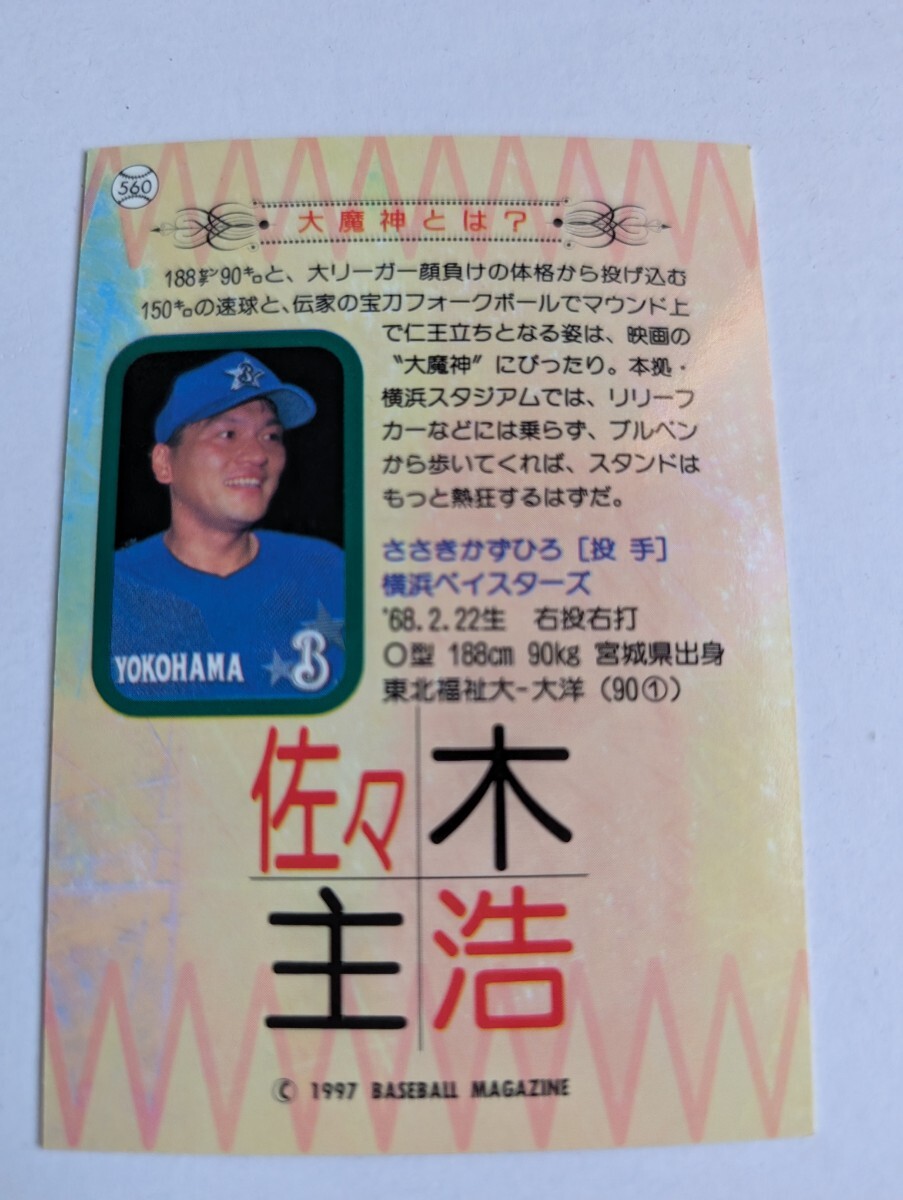 560
大魔神とは？
188㌢90㌔と、大リーガー顔負けの体格から投げ込む
150㌔の速球と、伝家の宝刀フォークボールでマウンド上
で仁王立ちとなる姿は、映画の
〝大魔神〟にぴったり。本拠・
横浜スタジアムでは、リリーフ
カーなどには乗らず、ブルペン
から歩いてくれば、スタンドは
もっと熱狂するはずだ。
B
YOKOHAMA B
ささきかずひろ［投 手］
横浜ベイスターズ
'68.2.22生 右投右打
O型 188cm 90kg 宮城県出身
東北福祉大－大洋（90①）
佐々木
主浩
© 1997 BASEBALL MAGAZINE